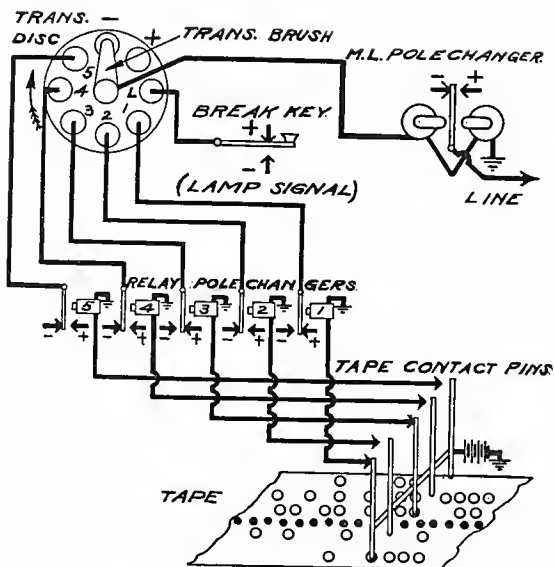 TRANS. -
DISC
+
TRANS. BRUSH
M.L. POLECHANGER.
- +
5
4
L
3 2 1
BREAK KEY.
+
-
(LAMP SIGNAL)
LINE
RELAY POLECHANGERS.
5 4 3 2 1
- + - + - + - + - +
TAPE CONTACT PINS
TAPE